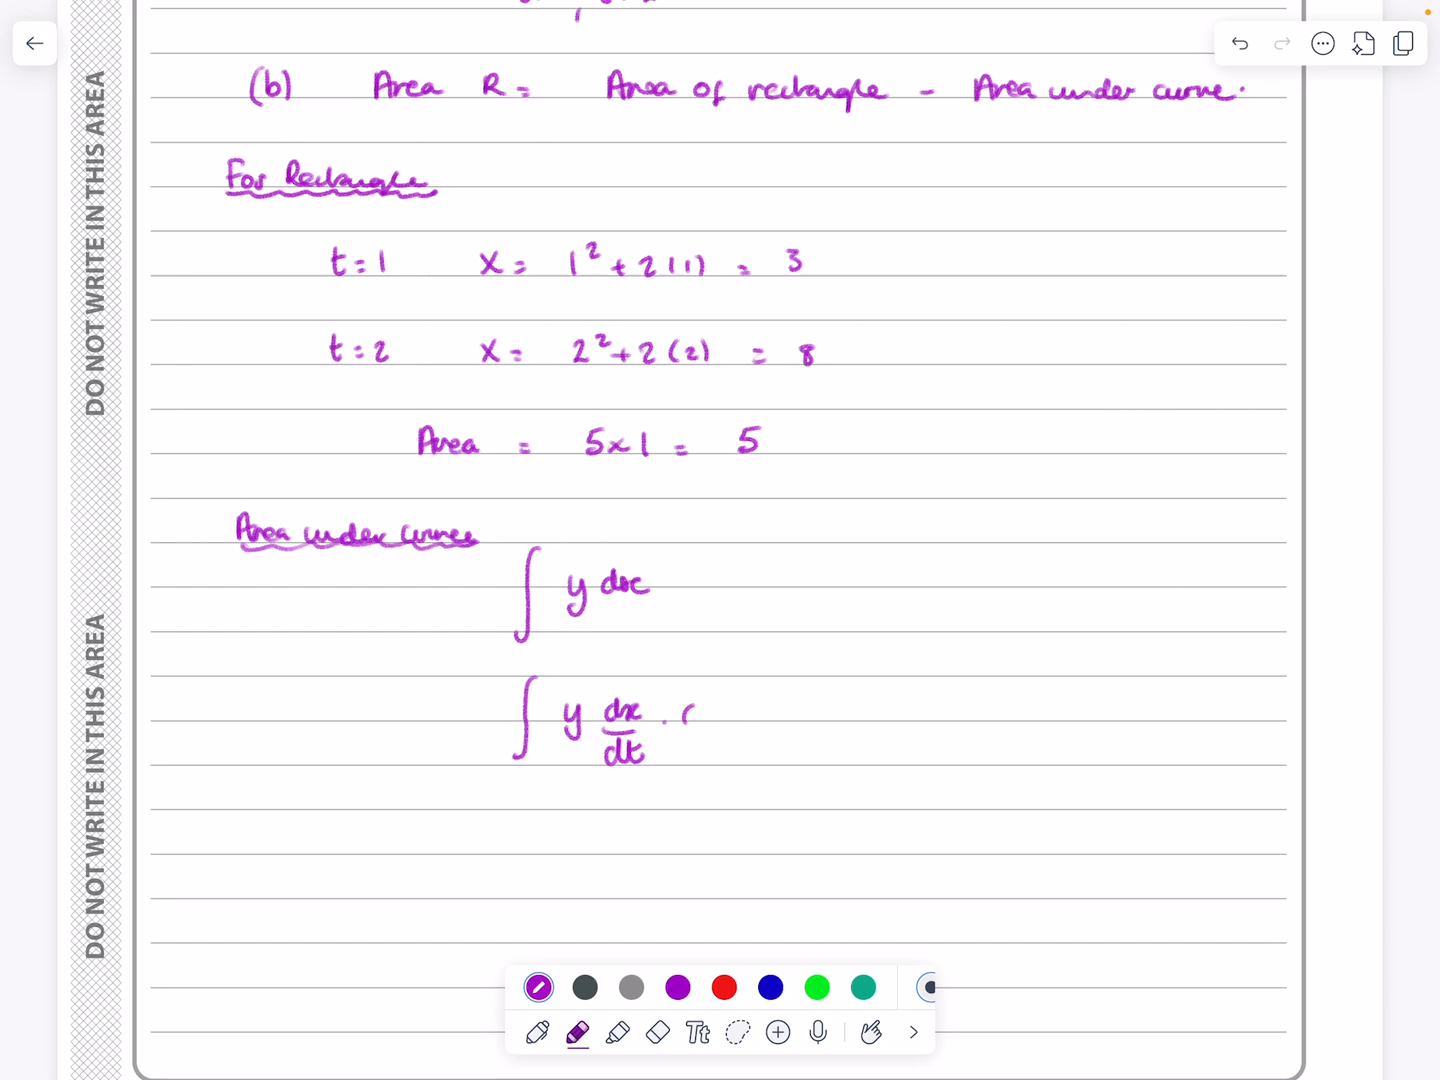 (b) Area R = Area of rectangle - Area under curve.
For Rectangle
t=1 x= 1²+2(1) = 3
t=2 x= 2²+2(2) = 8
Area = 5×1 = 5
Area under curve
∫ y dx
∫ y dx/dt .
DO NOT WRITE IN THIS AREA
DO NOT WRITE IN THIS AREA
Tt